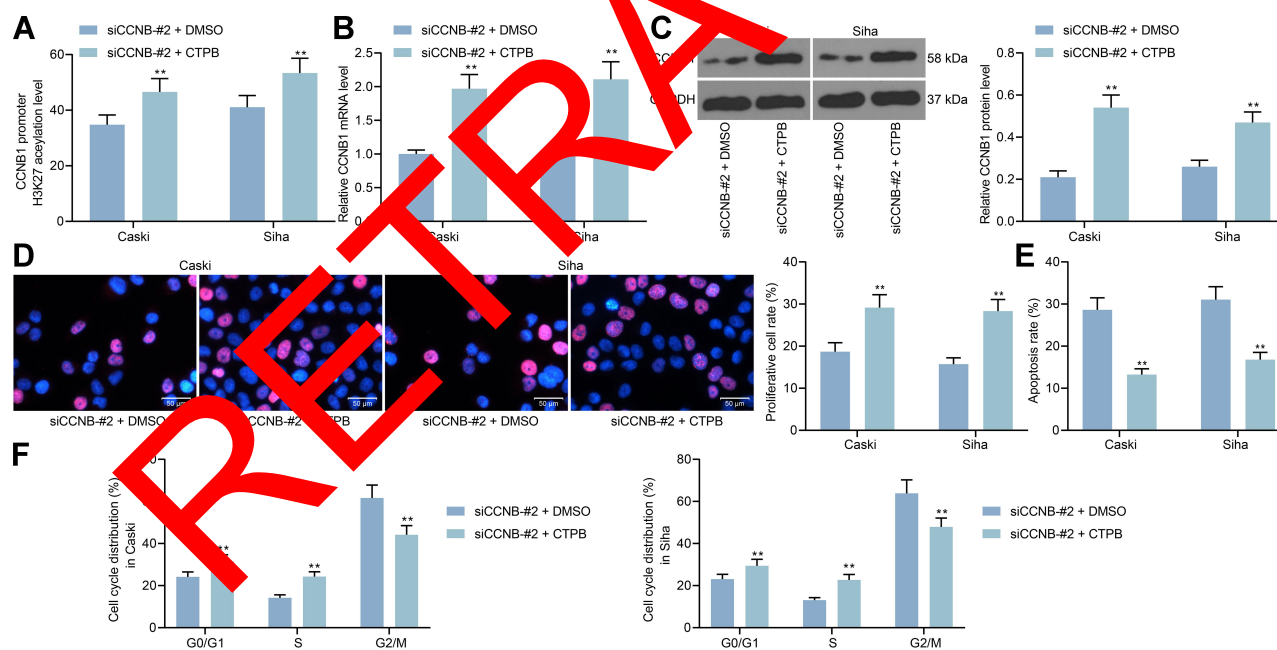 A
siCCNB-#2 + DMSO
siCCNB-#2 + CTPB
CCNB1 promoter
H3K27 aceylation level
60
40
20
0
**
**
Caski
Siha
B
siCCNB-#2 + DMSO
siCCNB-#2 + CTPB
Relative CCNB1 mRNA level
2.5
2.0
1.5
1.0
0.5
**
**
Siha
C
Siha
58 kDa
37 kDa
siCCNB-#2 + DMSO
siCCNB-#2 + CTPB
siCCNB-#2 + DMSO
siCCNB-#2 + CTPB
siCCNB-#2 + DMSO
siCCNB-#2 + CTPB
Relative CCNB1 protein level
0.8
0.6
0.4
0.2
0
**
**
Caski
Siha
D
Caski
Siha
50 μm
50 μm
50 μm
50 μm
siCCNB-#2 + DMSO
siCCNB-#2 + DMSO
siCCNB-#2 + CTPB
Proliferative cell rate (%)
40
30
20
10
0
**
**
Caski
Siha
E
Apoptosis rate (%)
40
30
20
10
0
**
**
Caski
Siha
F
Cell cycle distribution (%)
in Caski
40
20
0
**
**
**
G0/G1
S
G2/M
siCCNB-#2 + DMSO
siCCNB-#2 + CTPB
Cell cycle distribution (%)
in Siha
80
60
40
20
0
**
**
**
G0/G1
S
G2/M
siCCNB-#2 + DMSO
siCCNB-#2 + CTPB
RETRA